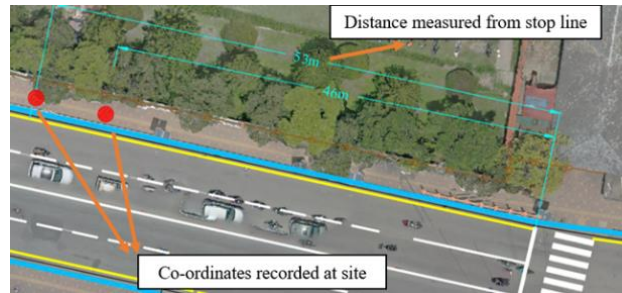 Distance measured from stop line
53m
46m
Co-ordinates recorded at site